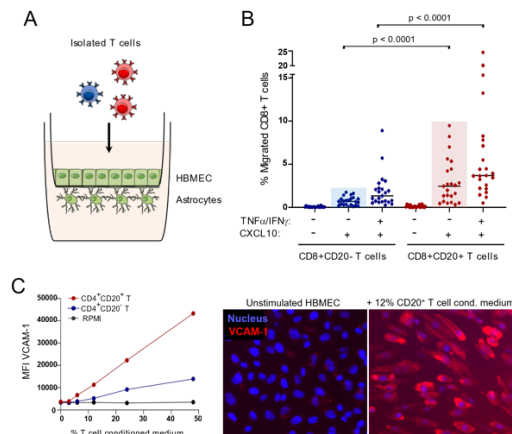 A
Isolated T cells
HBMEC
Astrocytes
B
p < 0.0001
p < 0.0001
% Migrated CD8+ T cells
25
20
15
10
5
0
TNFα/IFNγ: - - + - - +
CXCL10: - + + - + +
CD8+CD20- T cells
CD8+CD20+ T cells
C
CD4⁺CD20⁺ T
CD4⁺CD20⁻ T
RPMI
MFI VCAM-1
50000
40000
30000
20000
10000
0
0 10 20 30 40 50
% T cell conditioned medium
Unstimulated HBMEC
Nucleus
VCAM-1
+ 12% CD20⁺ T cell cond. medium